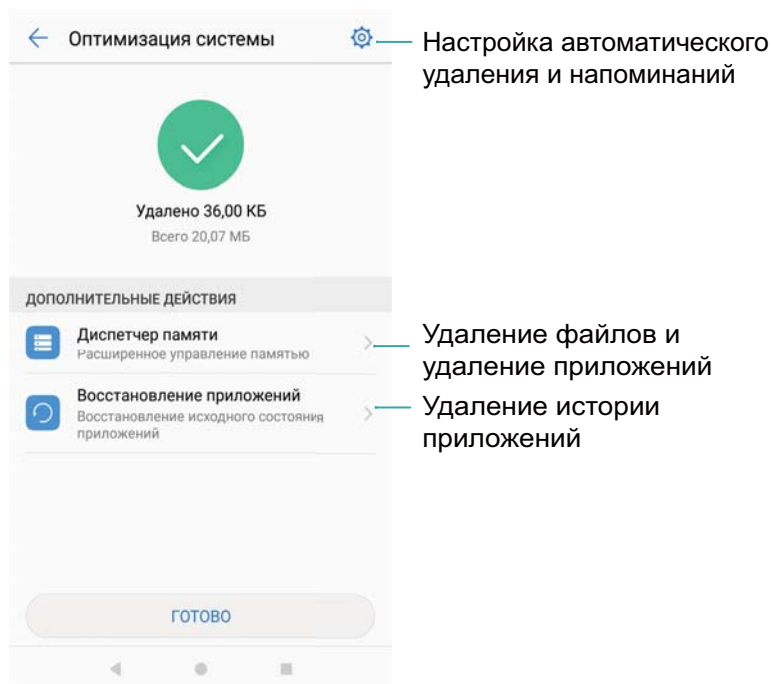 Оптимизация системы
Настройка автоматического
удаления и напоминаний
Удалено 36,00 КБ
Всего 20,07 МБ
ДОПОЛНИТЕЛЬНЫЕ ДЕЙСТВИЯ
Диспетчер памяти
Расширенное управление памятью
Удаление файлов и
удаление приложений
Восстановление приложений
Восстановление исходного состояния
приложений
Удаление истории
приложений
ГОТОВО